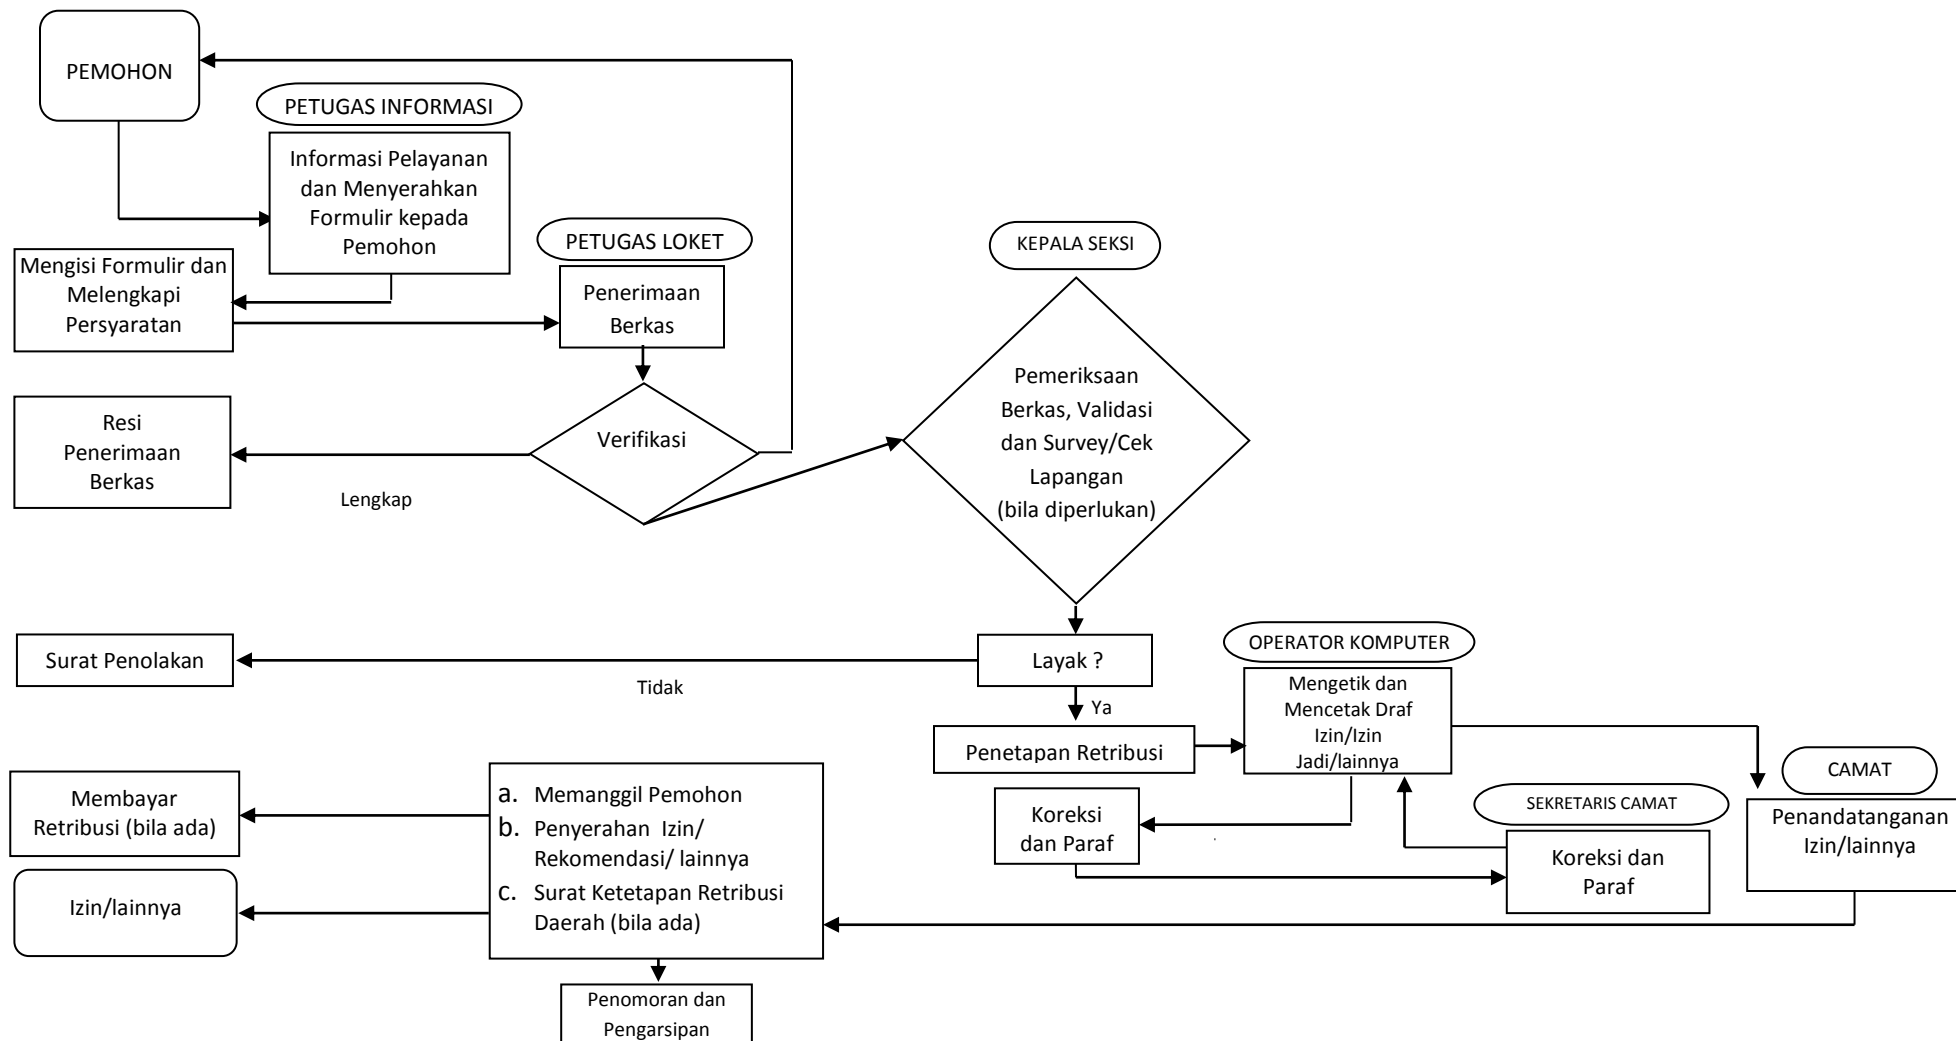 PEMOHON
PETUGAS INFORMASI
Informasi Pelayanan
dan Menyerahkan
Formulir kepada
Pemohon
Mengisi Formulir dan
Melengkapi
Persyaratan
PETUGAS LOKET
Penerimaan
Berkas
Verifikasi
Resi
Penerimaan
Berkas
Lengkap
KEPALA SEKSI
Pemeriksaan
Berkas, Validasi
dan Survey/Cek
Lapangan
(bila diperlukan)
Layak ?
Tidak
Surat Penolakan
Ya
Penetapan Retribusi
OPERATOR KOMPUTER
Mengetik dan
Mencetak Draf
Izin/Izin
Jadi/lainnya
Koreksi
dan Paraf
SEKRETARIS CAMAT
Koreksi dan
Paraf
CAMAT
Penandatanganan
Izin/lainnya
a. Memanggil Pemohon
b. Penyerahan Izin/
Rekomendasi/ lainnya
c. Surat Ketetapan Retribusi
Daerah (bila ada)
Membayar
Retribusi (bila ada)
Izin/lainnya
Penomoran dan
Pengarsipan